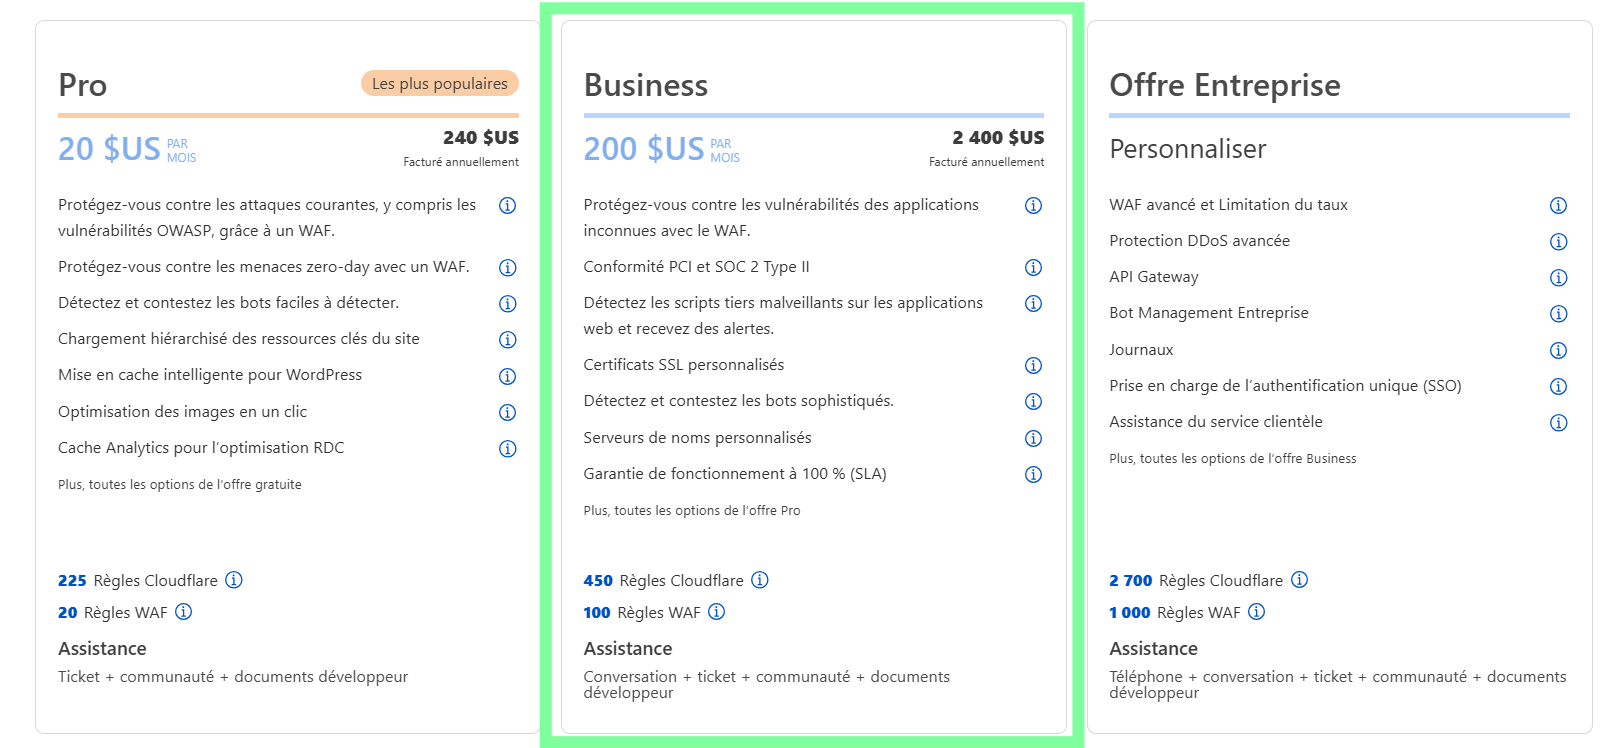 Pro
Les plus populaires
20 $US PAR MOIS
240 $US
Facturé annuellement
Protégez-vous contre les attaques courantes, y compris les
vulnérabilités OWASP, grâce à un WAF.
Protégez-vous contre les menaces zero-day avec un WAF.
Détectez et contestez les bots faciles à détecter.
Chargement hiérarchisé des ressources clés du site
Mise en cache intelligente pour WordPress
Optimisation des images en un clic
Cache Analytics pour l'optimisation RDC
Plus, toutes les options de l'offre gratuite
225 Règles Cloudflare
20 Règles WAF
Assistance
Ticket + communauté + documents développeur
Business
200 $US PAR MOIS
2 400 $US
Facturé annuellement
Protégez-vous contre les vulnérabilités des applications
inconnues avec le WAF.
Conformité PCI et SOC 2 Type II
Détectez les scripts tiers malveillants sur les applications
web et recevez des alertes.
Certificats SSL personnalisés
Détectez et contestez les bots sophistiqués.
Serveurs de noms personnalisés
Garantie de fonctionnement à 100 % (SLA)
Plus, toutes les options de l'offre Pro
450 Règles Cloudflare
100 Règles WAF
Assistance
Conversation + ticket + communauté + documents
développeur
Offre Entreprise
Personnaliser
WAF avancé et Limitation du taux
Protection DDoS avancée
API Gateway
Bot Management Entreprise
Journaux
Prise en charge de l'authentification unique (SSO)
Assistance du service clientèle
Plus, toutes les options de l'offre Business
2 700 Règles Cloudflare
1 000 Règles WAF
Assistance
Téléphone + conversation + ticket + communauté + documents
développeur